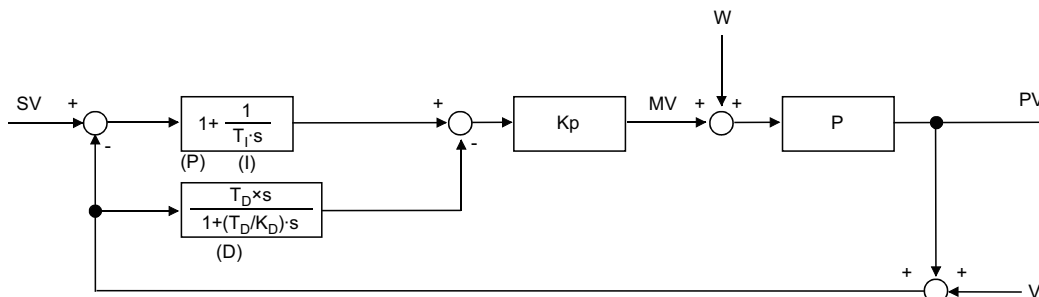 W
SV
+
-
1+ 1/(T_I·s)
(P) (I)
+
-
Kp
MV
+
+
P
PV
T_D×s/(1+(T_D/K_D)·s)
(D)
+
+
V